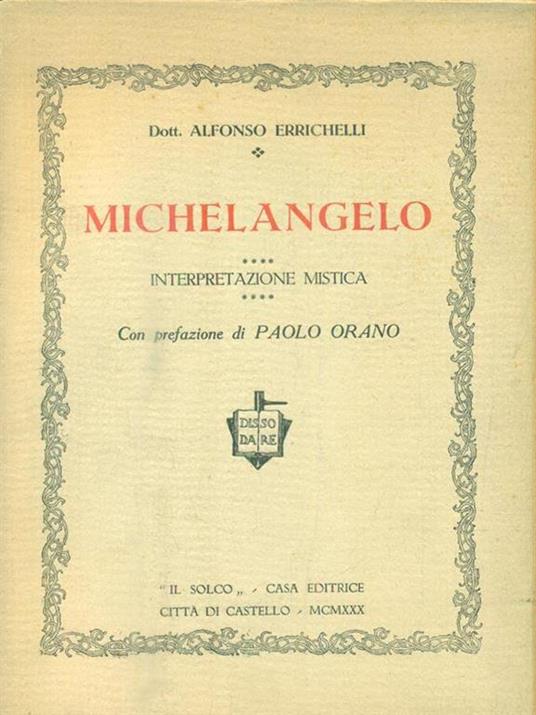 Dott. ALFONSO ERRICHELLI
MICHELANGELO
INTERPRETAZIONE MISTICA
Con prefazione di PAOLO ORANO
DISSO
DARE
"IL SOLCO„ - CASA EDITRICE
CITTÀ DI CASTELLO - MCMXXX